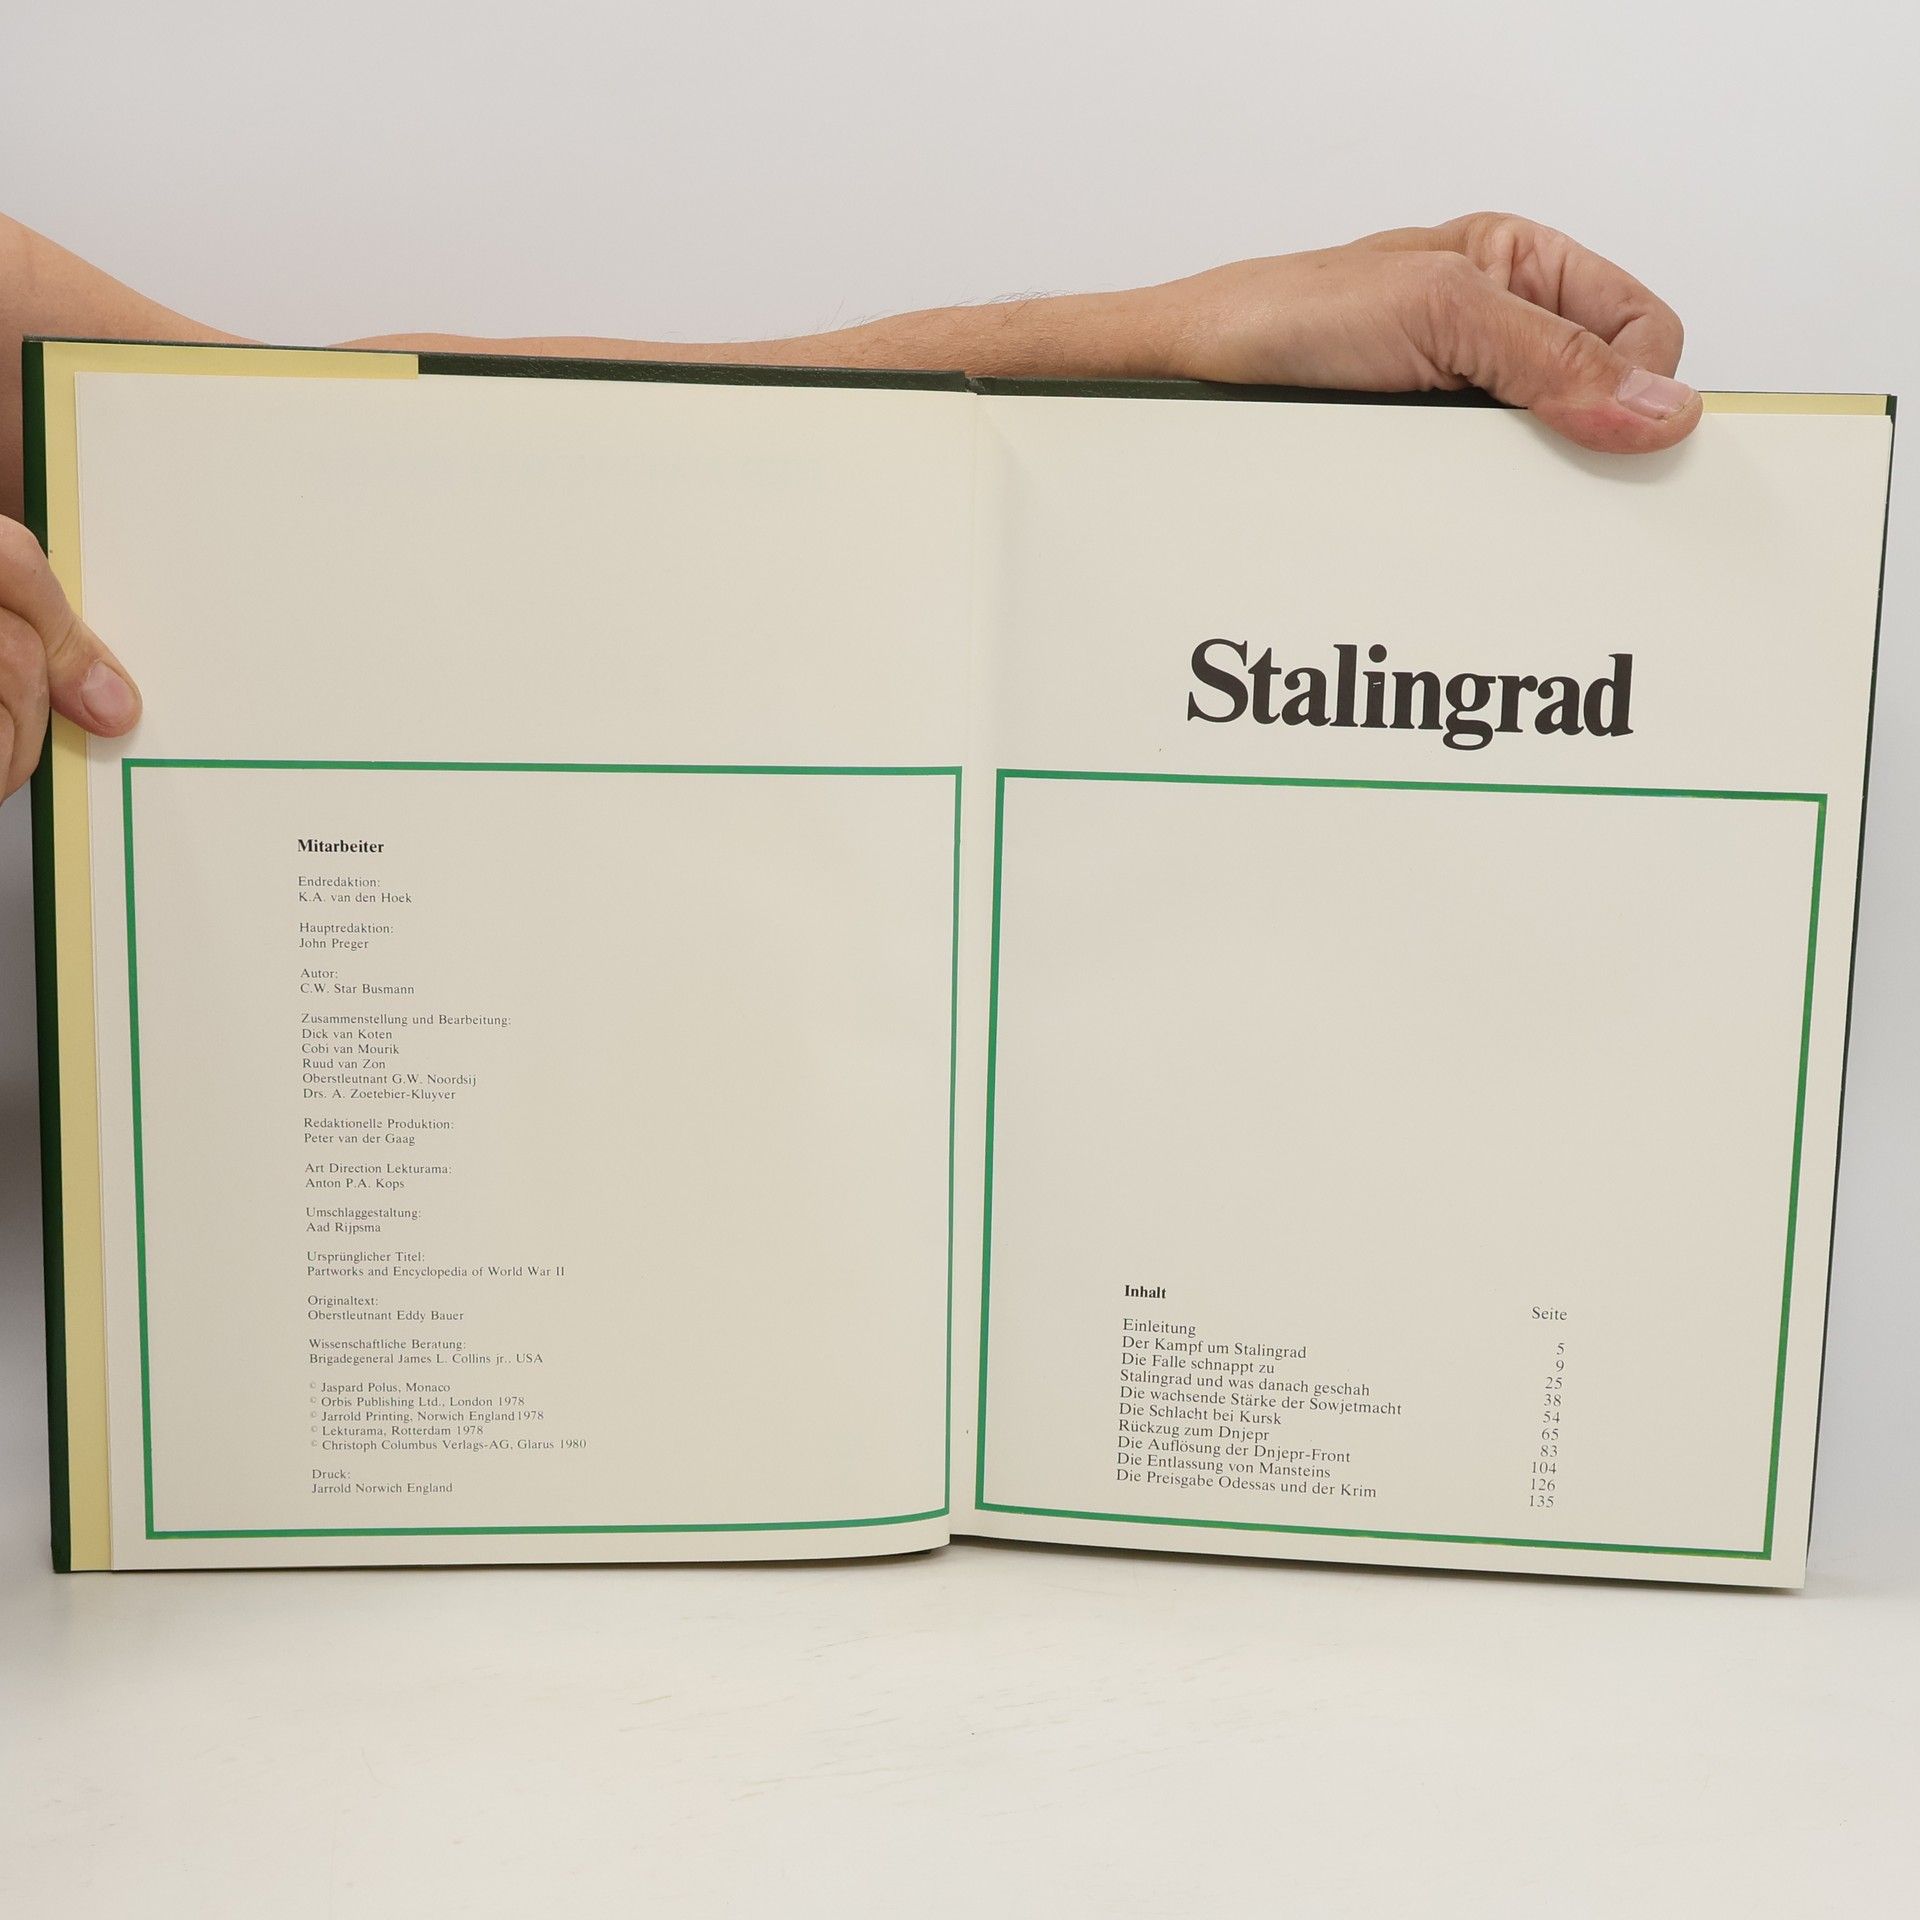 Mitarbeiter
Endredaktion:
K.A. van den Hoek
Hauptredaktion:
John Preger
Autor:
C.W. Star Busmann
Zusammenstellung und Bearbeitung:
Dick van Koten
Cobi van Mourik
Ruud van Zon
Oberstleutnant G.W. Noordsij
Drs. A. Zoetebier-Kluyver
Redaktionelle Produktion:
Peter van der Gaag
Art Direction Lekturama:
Anton P.A. Kops
Umschlaggestaltung:
Aad Rijpsma
Ursprünglicher Titel:
Partworks and Encyclopedia of World War II
Originaltext:
Oberstleutnant Eddy Bauer
Wissenschaftliche Beratung:
Brigadegeneral James L. Collins jr.. USA
© Jaspard Polus, Monaco
© Orbis Publishing Ltd., London 1978
© Jarrold Printing, Norwich England 1978
© Lekturama, Rotterdam 1978
© Christoph Columbus Verlags-AG, Glarus 1980
Druck:
Jarrold Norwich England
Stalingrad
Inhalt
Seite
Einleitung 5
Der Kampf um Stalingrad 9
Die Falle schnappt zu 25
Stalingrad und was danach geschah 38
Die wachsende Stärke der Sowjetmacht 54
Die Schlacht bei Kursk 65
Rückzug zum Dnjepr 83
Die Auflösung der Dnjepr-Front 104
Die Entlassung von Mansteins 126
Die Preisgabe Odessas und der Krim 135